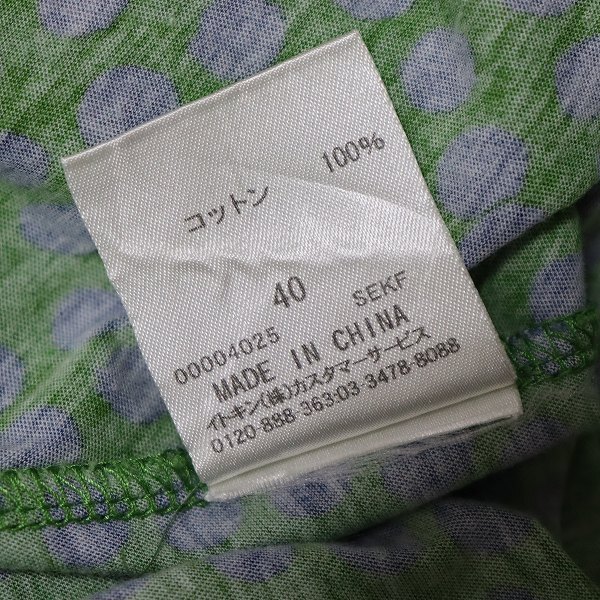 コットン 100%
40
00004025 SEKF
MADE IN CHINA
イトキン(株)カスタマーサービス
0120-888-363・03-3478-8088